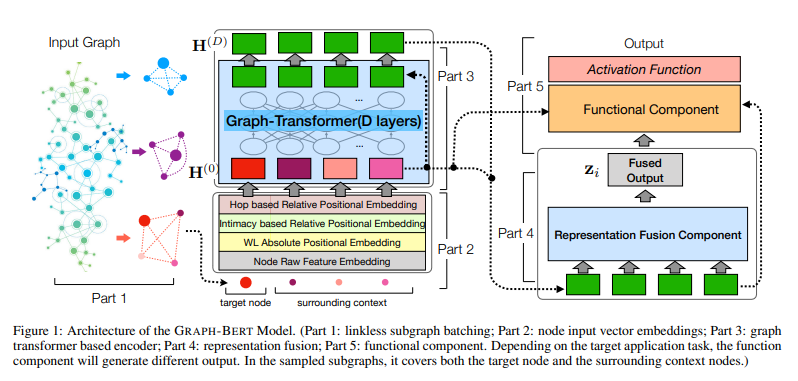 Input Graph
Part 1
H^(D)
H^(0)
...
Graph-Transformer(D layers)
...
Part 3
Hop based Relative Positional Embedding
Intimacy based Relative Positional Embedding
WL Absolute Positional Embedding
Node Raw Feature Embedding
Part 2
target node
surrounding context
Output
Part 5
Activation Function
Functional Component
z_i
Fused
Output
Part 4
Representation Fusion Component
Figure 1: Architecture of the GRAPH-BERT Model. (Part 1: linkless subgraph batching; Part 2: node input vector embeddings; Part 3: graph
transformer based encoder; Part 4: representation fusion; Part 5: functional component. Depending on the target application task, the function
component will generate different output. In the sampled subgraphs, it covers both the target node and the surrounding context nodes.)